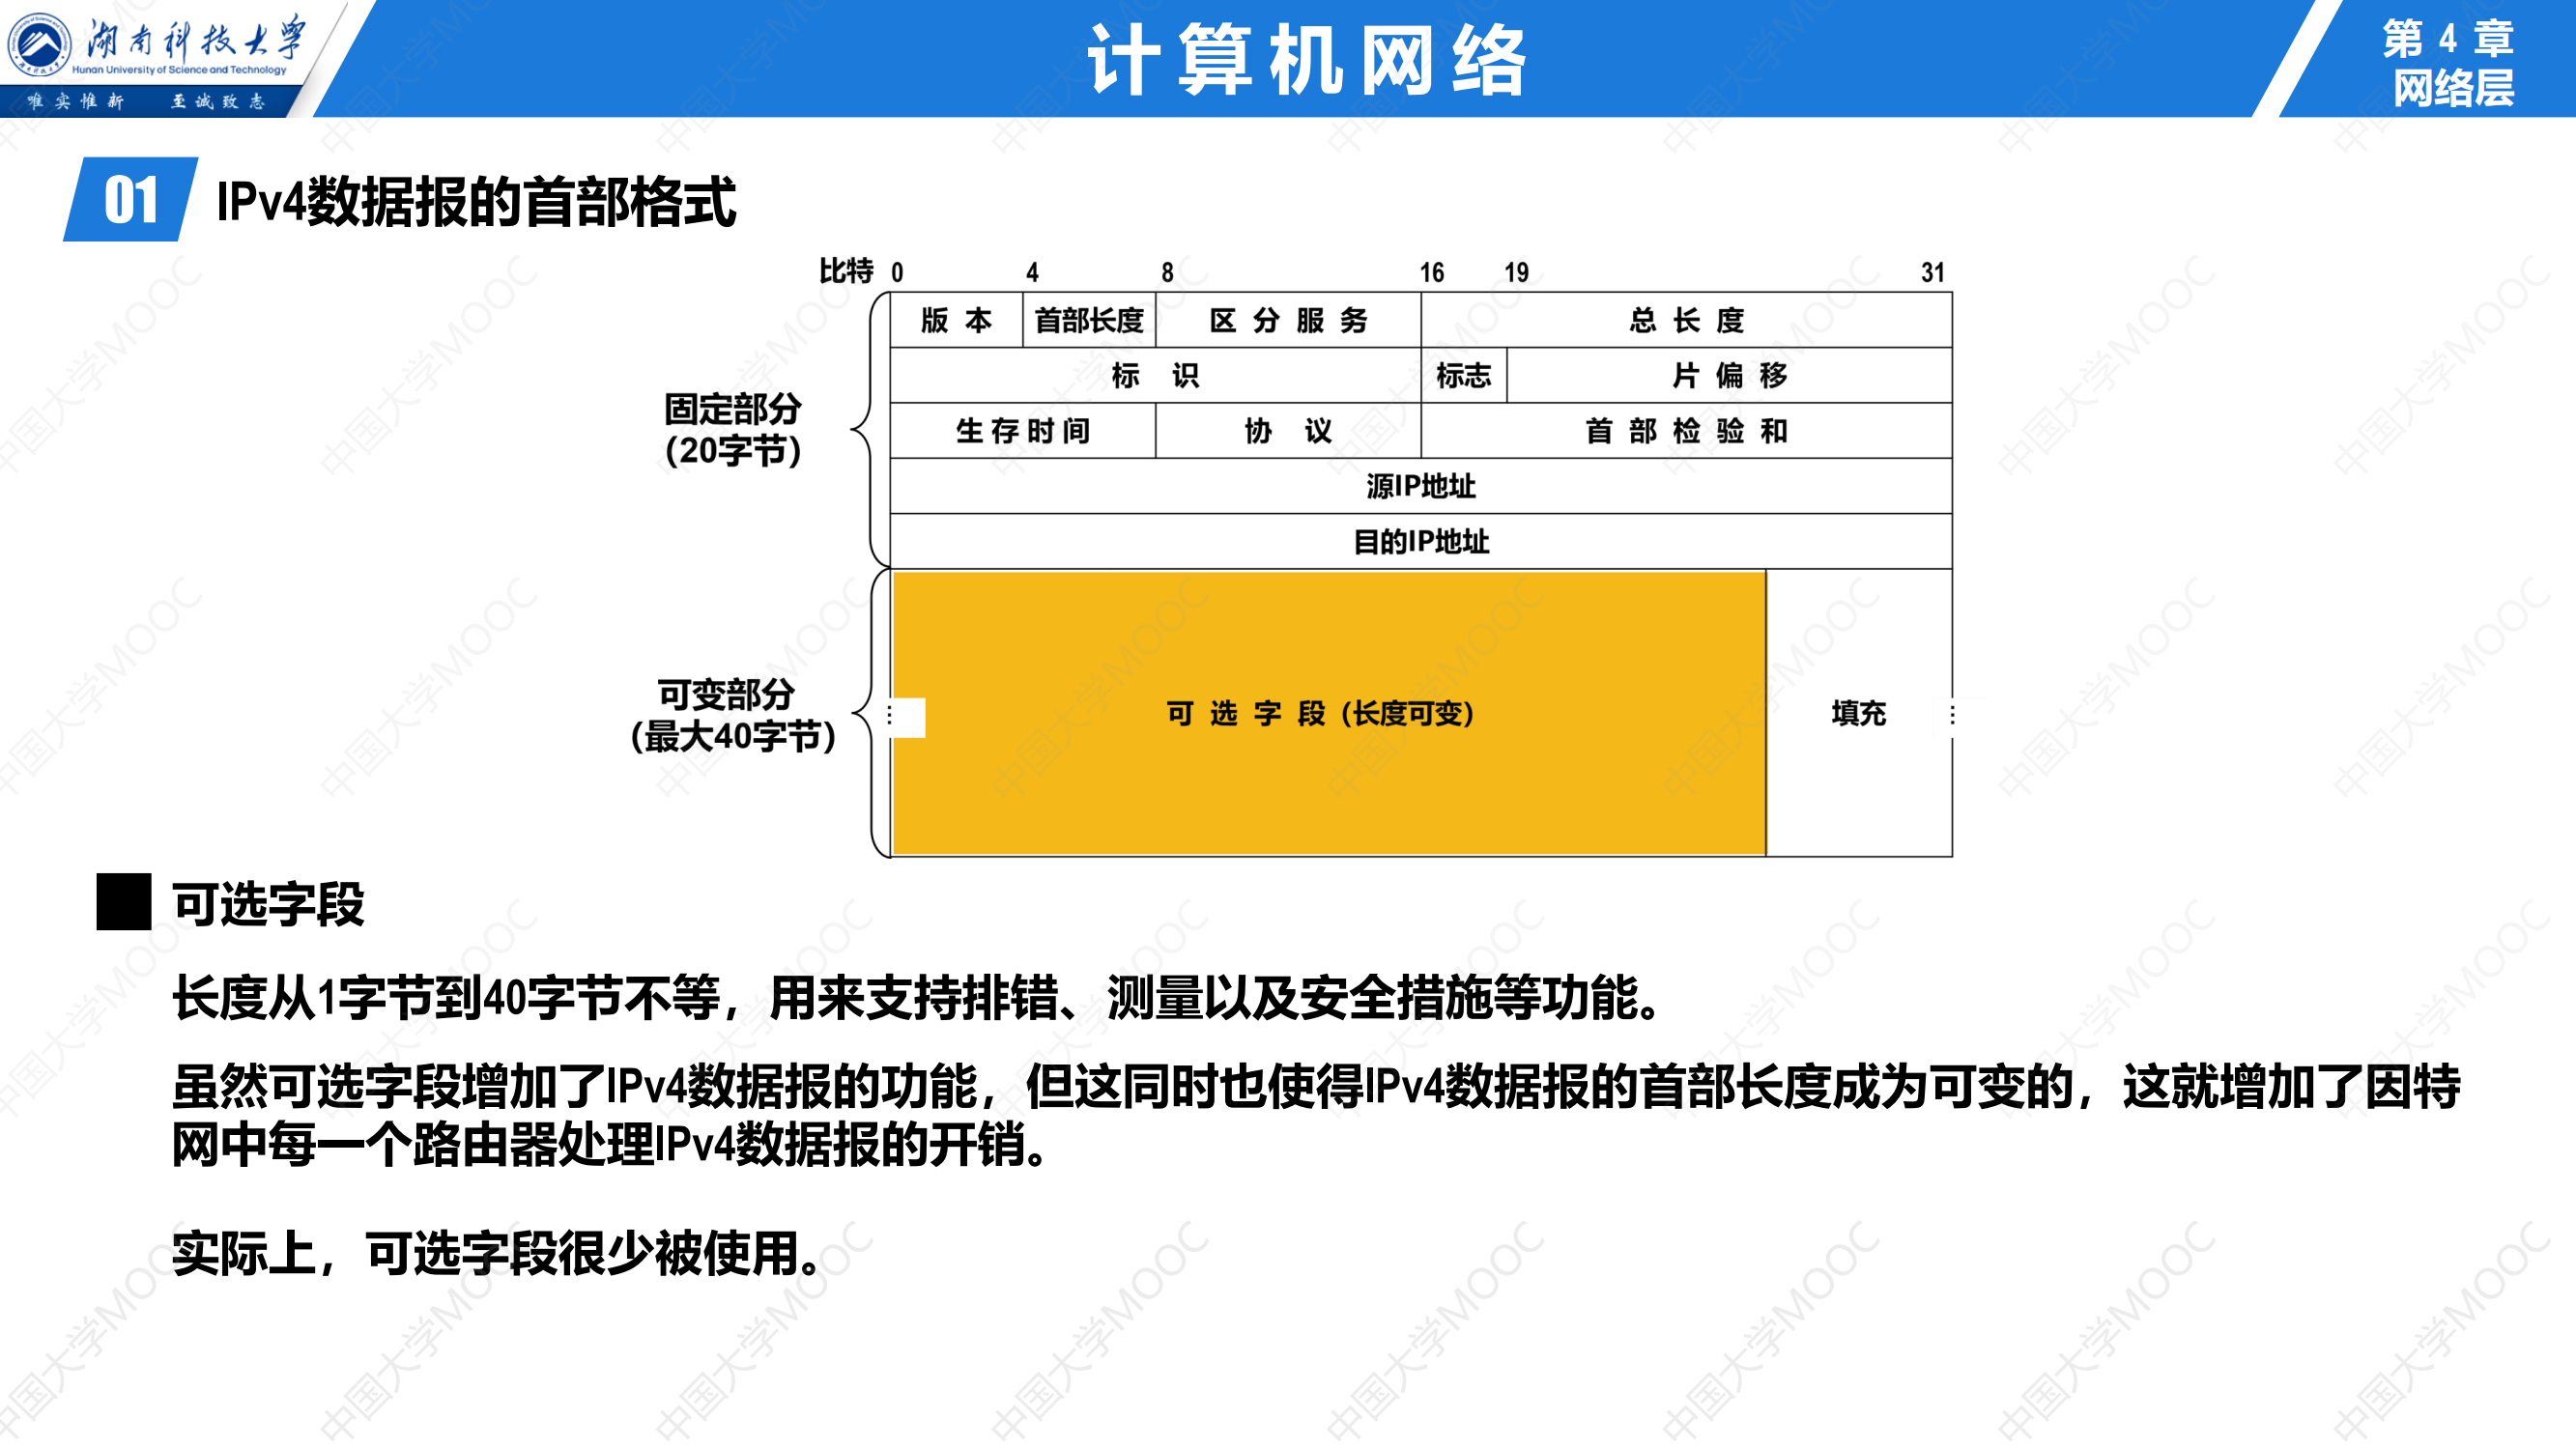 湖南科技大学
Hunan University of Science and Technology
唯实惟新 至诚致志
计算机网络
第 4 章
网络层
01 IPv4数据报的首部格式
比特 0 4 8 16 19 31
版 本 首部长度 区 分 服 务 总 长 度
标 识 标志 片 偏 移
固定部分
(20字节)
生 存 时 间 协 议 首 部 检 验 和
源IP地址
目的IP地址
可变部分
(最大40字节)
可 选 字 段 (长度可变) 填充
可选字段
长度从1字节到40字节不等，用来支持排错、测量以及安全措施等功能。
虽然可选字段增加了IPv4数据报的功能，但这同时也使得IPv4数据报的首部长度成为可变的，这就增加了因特
网中每一个路由器处理IPv4数据报的开销。
实际上，可选字段很少被使用。
中国大学MOOC